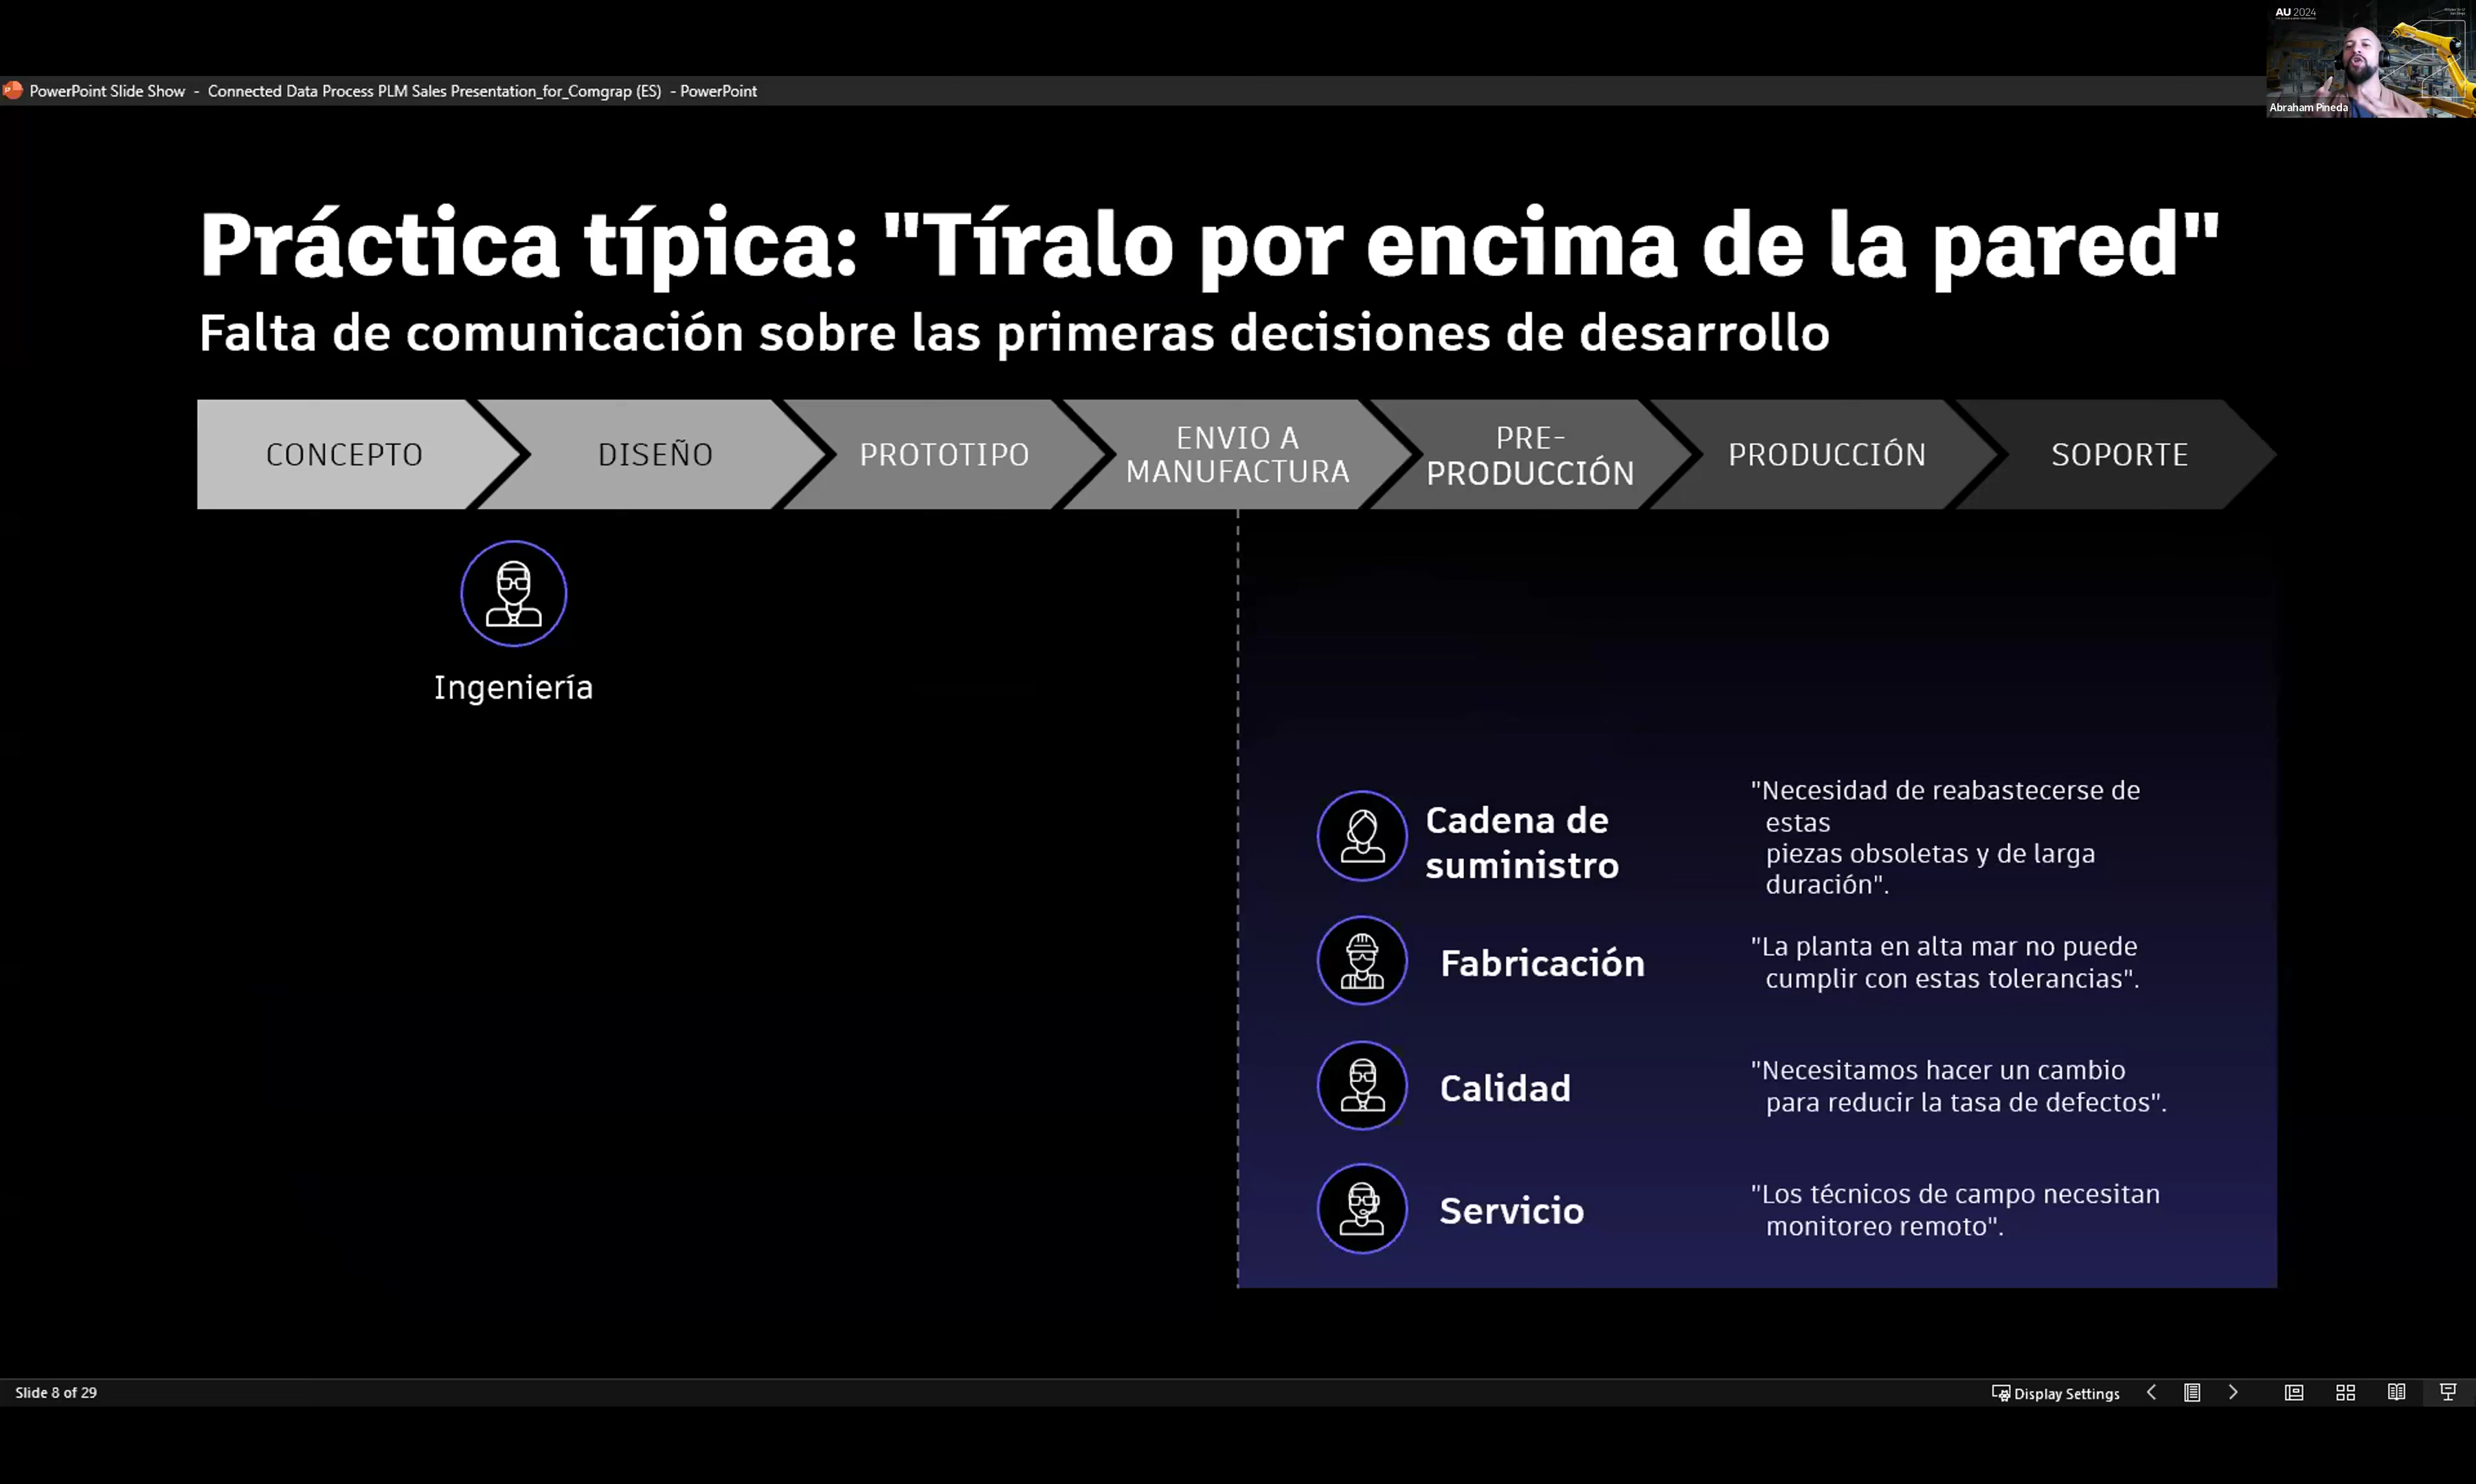 AU 2024
Abraham Pineda
PowerPoint Slide Show - Connected Data Process PLM Sales Presentation_for_Comgrap (ES) - PowerPoint
Práctica típica: "Tíralo por encima de la pared"
Falta de comunicación sobre las primeras decisiones de desarrollo
CONCEPTO
DISEÑO
PROTOTIPO
ENVIO A
MANUFACTURA
PRE-
PRODUCCIÓN
PRODUCCIÓN
SOPORTE
Ingeniería
Cadena de
suministro
"Necesidad de reabastecerse de
estas
piezas obsoletas y de larga
duración".
Fabricación
"La planta en alta mar no puede
cumplir con estas tolerancias".
Calidad
"Necesitamos hacer un cambio
para reducir la tasa de defectos".
Servicio
"Los técnicos de campo necesitan
monitoreo remoto".
Slide 8 of 29
Display Settings